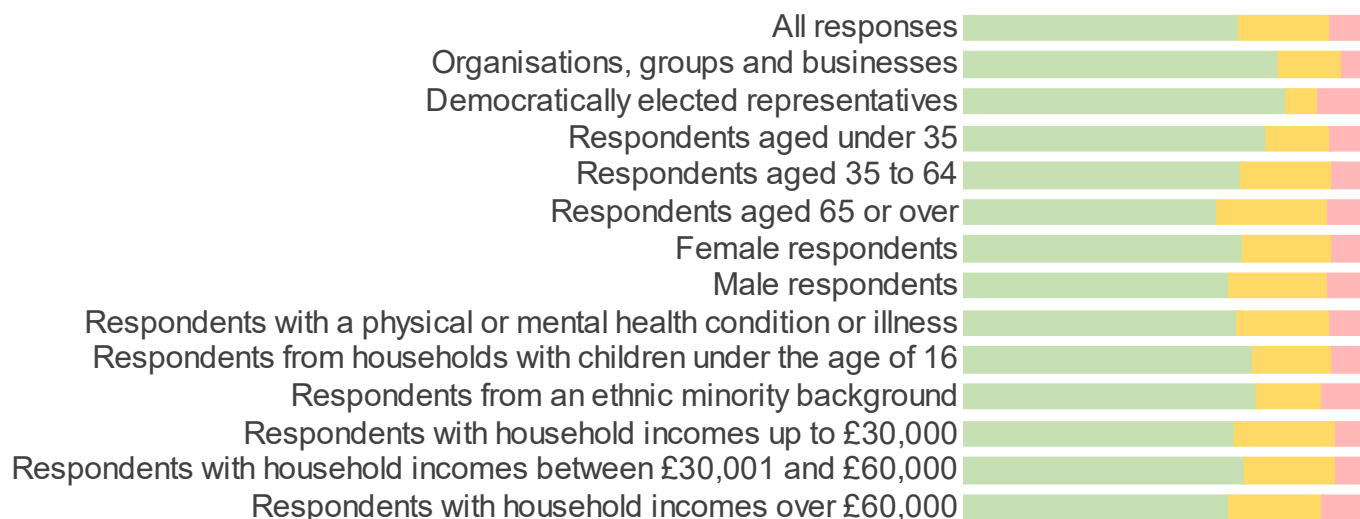 All responses
Organisations, groups and businesses
Democratically elected representatives
Respondents aged under 35
Respondents aged 35 to 64
Respondents aged 65 or over
Female respondents
Male respondents
Respondents with a physical or mental health condition or illness
Respondents from households with children under the age of 16
Respondents from an ethnic minority background
Respondents with household incomes up to £30,000
Respondents with household incomes between £30,001 and £60,000
Respondents with household incomes over £60,000